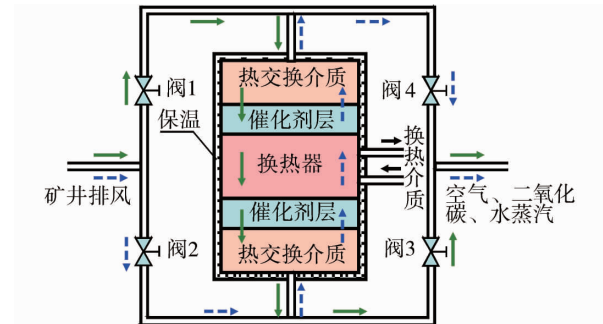 热交换介质
阀1
阀4
保温
催化剂层
换热器
换热介质
矿井排风
空气、二氧化
碳、水蒸汽
催化剂层
阀2
热交换介质
阀3